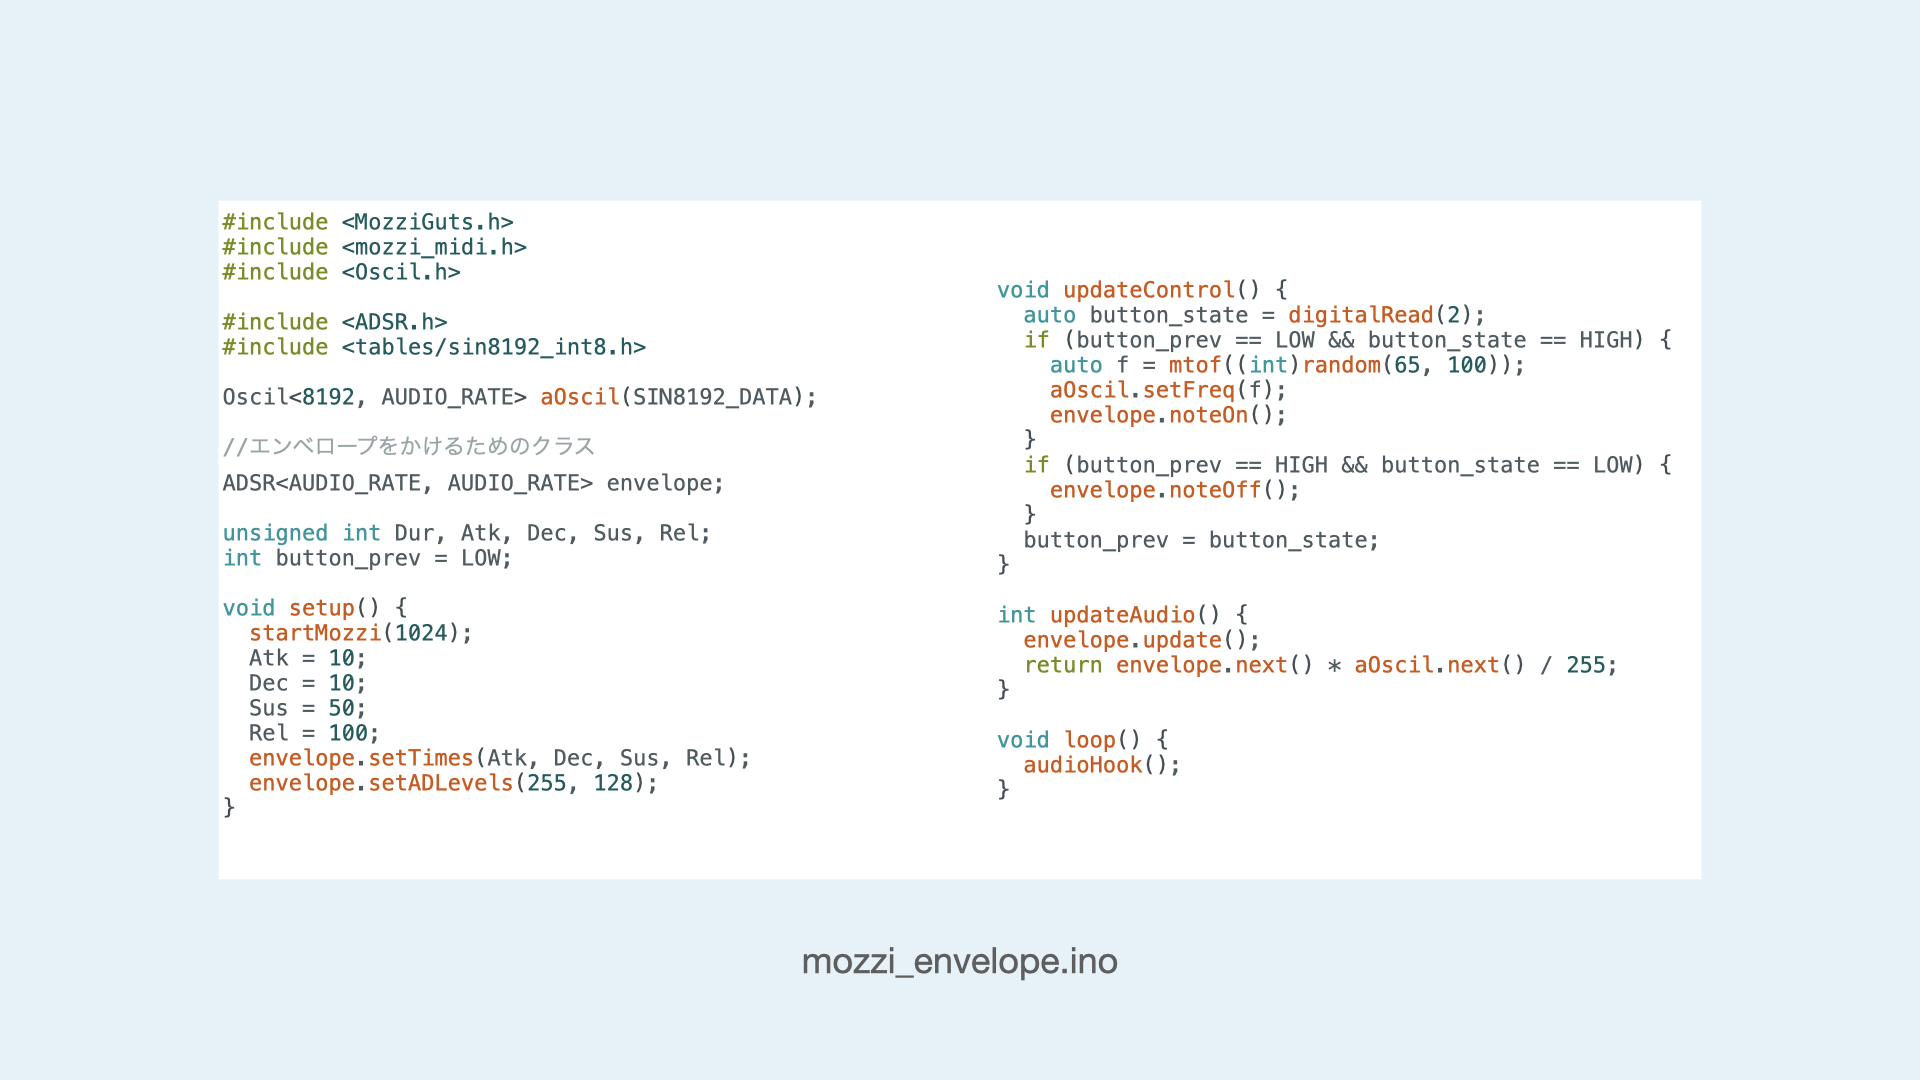 #include <MozziGuts.h>
#include <mozzi_midi.h>
#include <Oscil.h>
#include <ADSR.h>
#include <tables/sin8192_int8.h>
Oscil<8192, AUDIO_RATE> aOscil(SIN8192_DATA);
//エンベロープをかけるためのクラス
ADSR<AUDIO_RATE, AUDIO_RATE> envelope;
unsigned int Dur, Atk, Dec, Sus, Rel;
int button_prev = LOW;
void setup() {
  startMozzi(1024);
  Atk = 10;
  Dec = 10;
  Sus = 50;
  Rel = 100;
  envelope.setTimes(Atk, Dec, Sus, Rel);
  envelope.setADLevels(255, 128);
}
void updateControl() {
  auto button_state = digitalRead(2);
  if (button_prev == LOW && button_state == HIGH) {
    auto f = mtof((int)random(65, 100));
    aOscil.setFreq(f);
    envelope.noteOn();
  }
  if (button_prev == HIGH && button_state == LOW) {
    envelope.noteOff();
  }
  button_prev = button_state;
}
int updateAudio() {
  envelope.update();
  return envelope.next() * aOscil.next() / 255;
}
void loop() {
  audioHook();
}
mozzi_envelope.ino